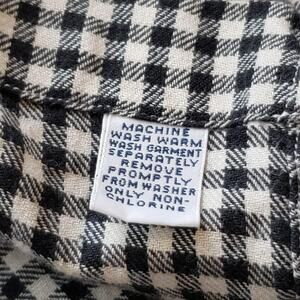 MACHINE
WASH WARM
WASH GARMENT
SEPARATELY
REMOVE
PROMPTLY
FROM WASHER
ONLY NON-
CHLORINE